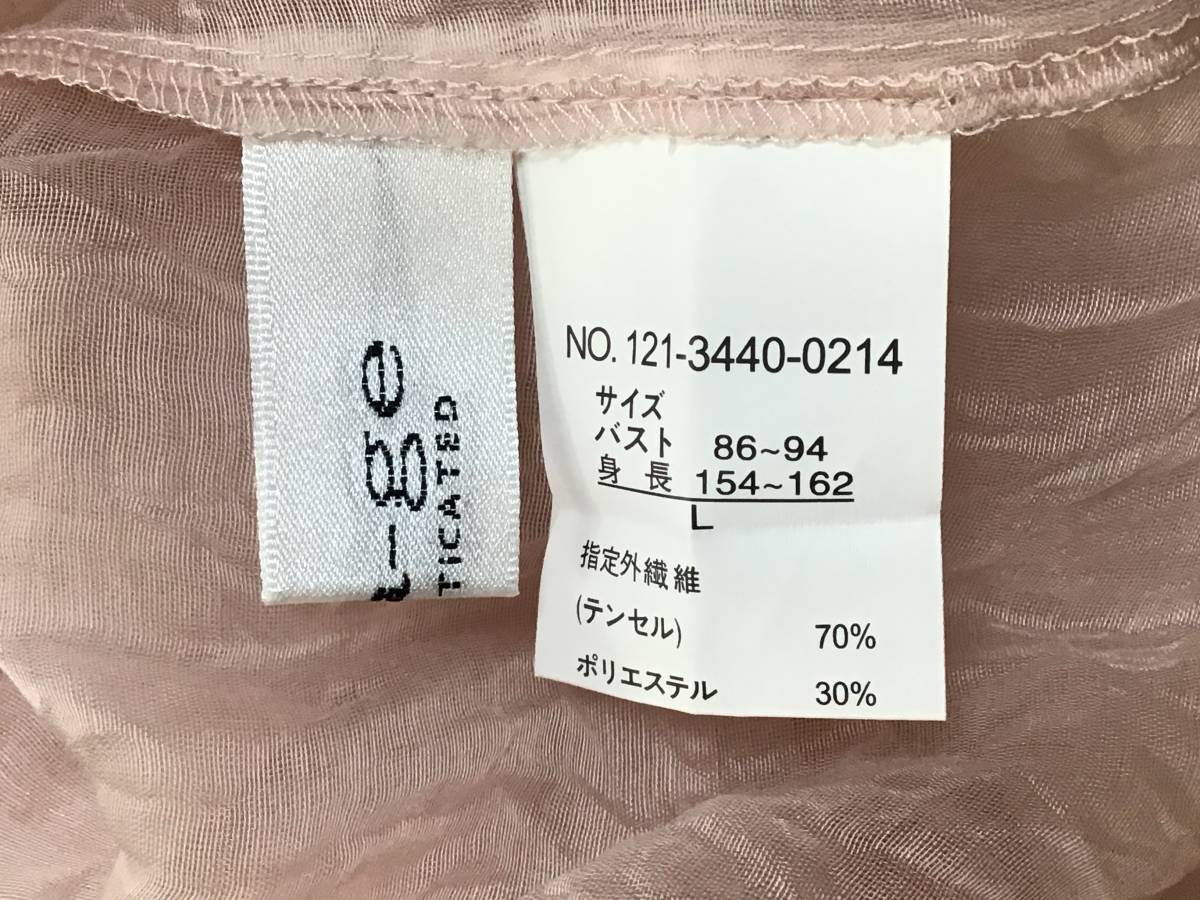 -ge
TICATED
NO. 121-3440-0214
サイズ
バスト 86~94
身長 154~162
L
指定外繊維
(テンセル) 70%
ポリエステル 30%